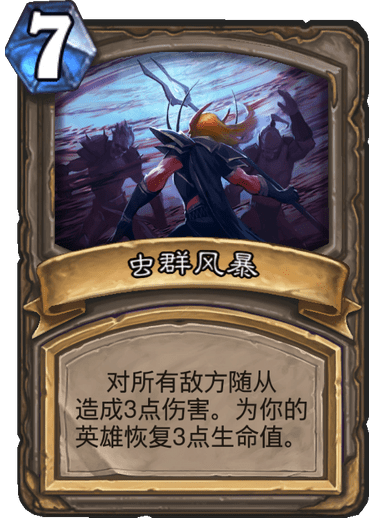 7
虫群风暴
对所有敌方随从
造成3点伤害。为你的
英雄恢复3点生命值。